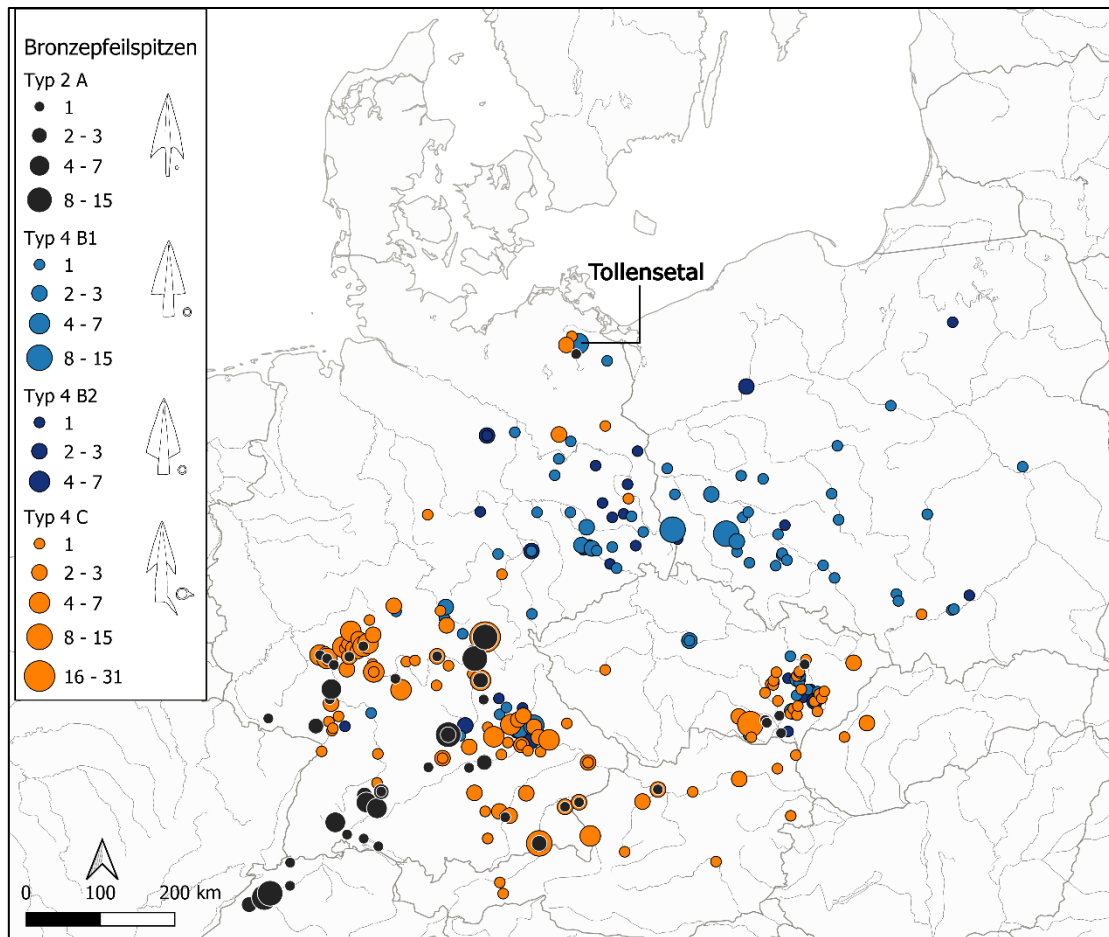 Bronzepfeilspitzen
Typ 2 A
1
2 - 3
4 - 7
8 - 15
Typ 4 B1
1
2 - 3
4 - 7
8 - 15
Typ 4 B2
1
2 - 3
4 - 7
Typ 4 C
1
2 - 3
4 - 7
8 - 15
16 - 31
Tollensetal
0 100 200 km